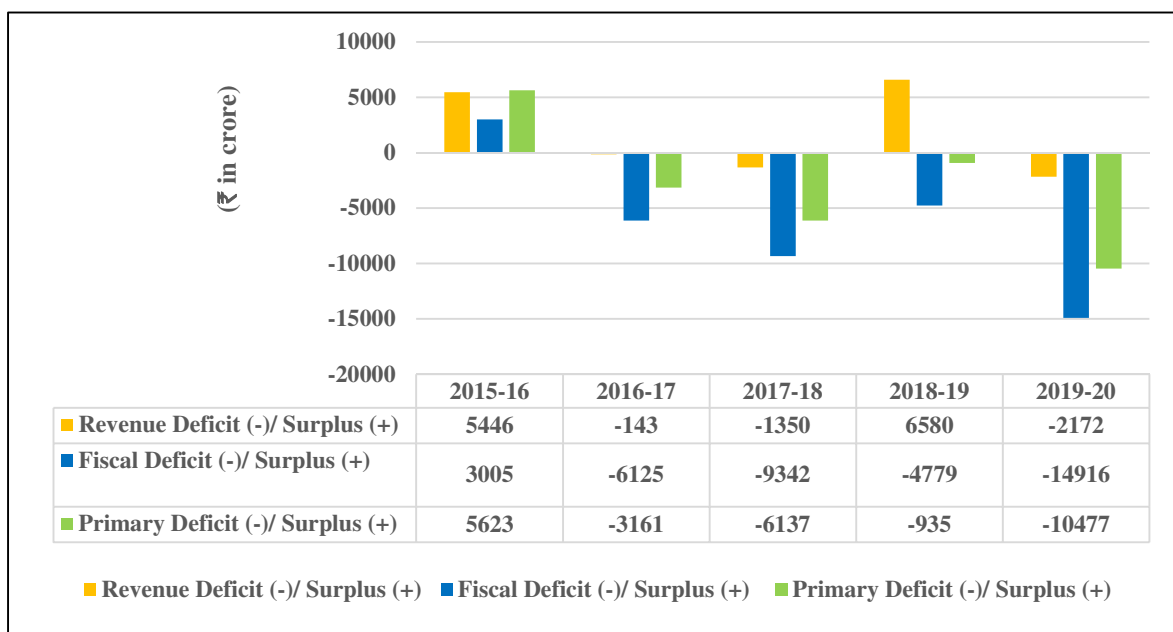 (₹ in crore)
10000
5000
0
-5000
-10000
-15000
-20000
2015-16 2016-17 2017-18 2018-19 2019-20
Revenue Deficit (-)/ Surplus (+) 5446 -143 -1350 6580 -2172
Fiscal Deficit (-)/ Surplus (+) 3005 -6125 -9342 -4779 -14916
Primary Deficit (-)/ Surplus (+) 5623 -3161 -6137 -935 -10477
Revenue Deficit (-)/ Surplus (+) Fiscal Deficit (-)/ Surplus (+) Primary Deficit (-)/ Surplus (+)